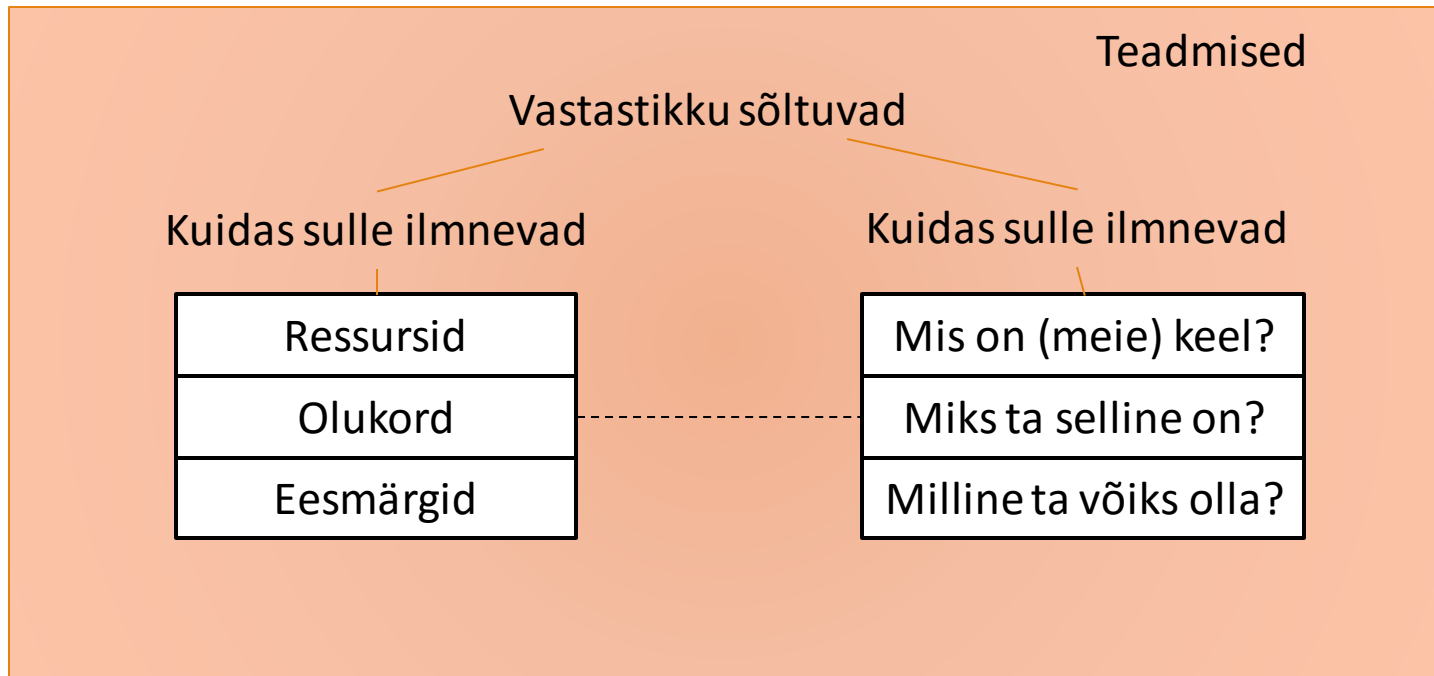 Teadmised
Vastastikku sõltuvad
Kuidas sulle ilmnevad
Kuidas sulle ilmnevad
Ressursid
Olukord
Eesmärgid
Mis on (meie) keel?
Miks ta selline on?
Milline ta võiks olla?